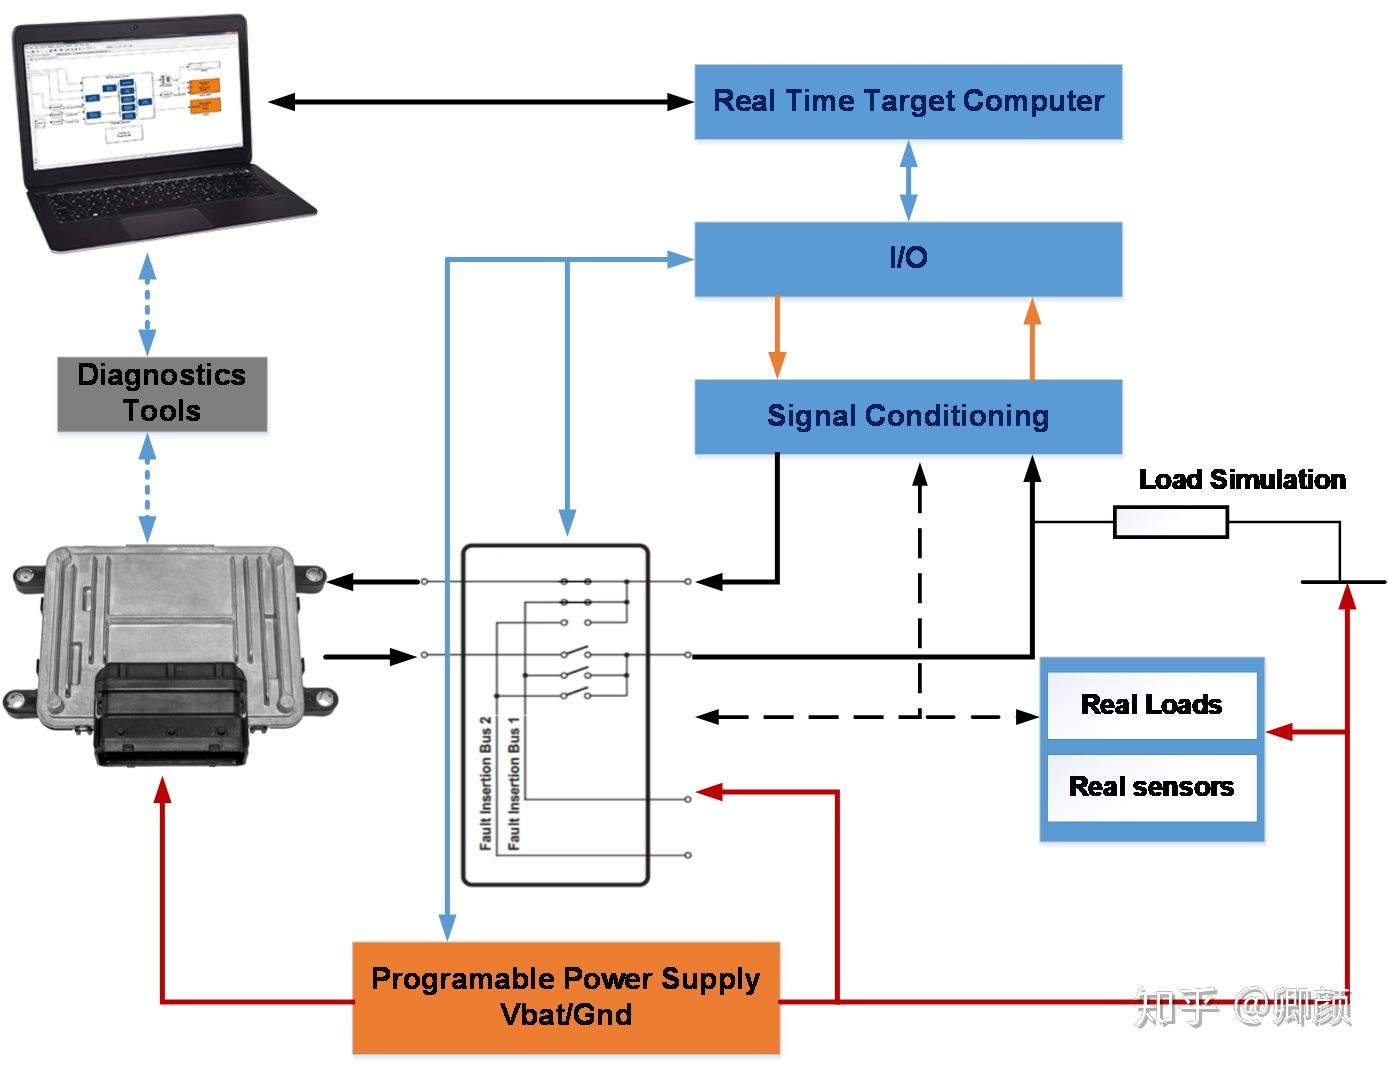 Real Time Target Computer
I/O
Diagnostics
Tools
Signal Conditioning
Load Simulation
Fault Insertion Bus 2
Fault Insertion Bus 1
Real Loads
Real sensors
Programable Power Supply
Vbat/Gnd
知乎 @卿颜